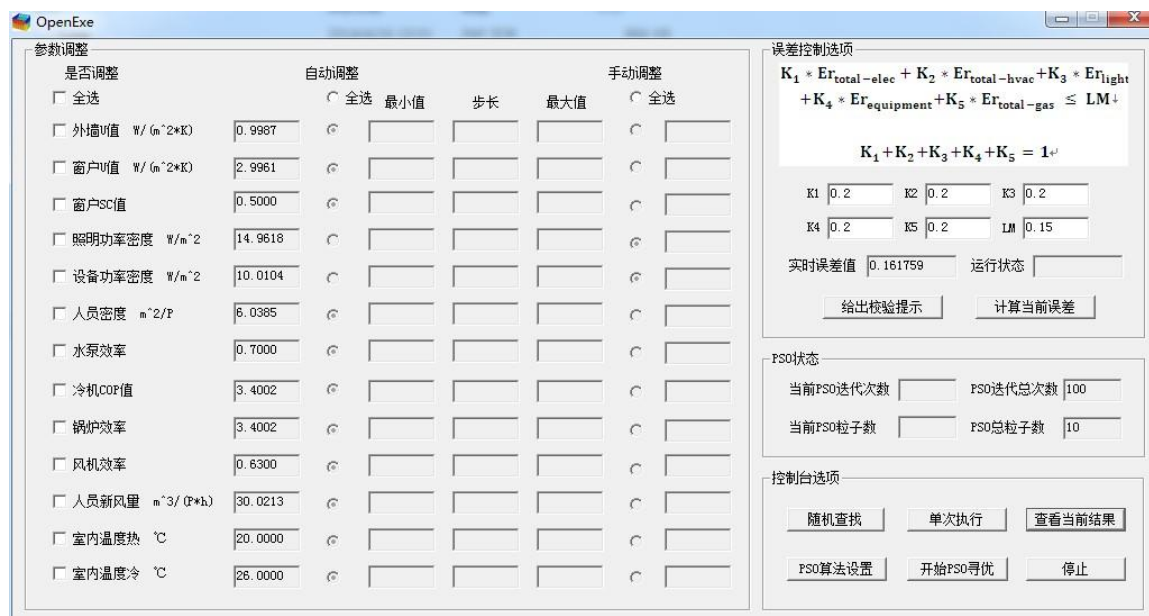 OpenExe
参数调整
是否调整 自动调整 手动调整
全选 全选 最小值 步长 最大值 全选
外墙U值 W/(m^2*K) 0.9987
窗户U值 W/(m^2*K) 2.9961
窗户SC值 0.5000
照明功率密度 W/m^2 14.9618
设备功率密度 W/m^2 10.0104
人员密度 m^2/P 6.0385
水泵效率 0.7000
冷机COP值 3.4002
锅炉效率 3.4002
风机效率 0.6300
人员新风量 m^3/(P*h) 30.0213
室内温度热 ℃ 20.0000
室内温度冷 ℃ 26.0000
误差控制选项
K₁ * Er_total-elec + K₂ * Er_total-hvac+K₃ * Er_light
+K₄ * Er_equipment+K₅ * Er_total-gas ≤ LM↓
K₁+K₂+K₃+K₄+K₅ = 1↵
K1 0.2 K2 0.2 K3 0.2
K4 0.2 K5 0.2 LM 0.15
实时误差值 0.161759 运行状态
给出校验提示 计算当前误差
PSO状态
当前PSO迭代次数 PSO迭代总次数 100
当前PSO粒子数 PSO总粒子数 10
控制台选项
随机查找 单次执行 查看当前结果
PSO算法设置 开始PSO寻优 停止